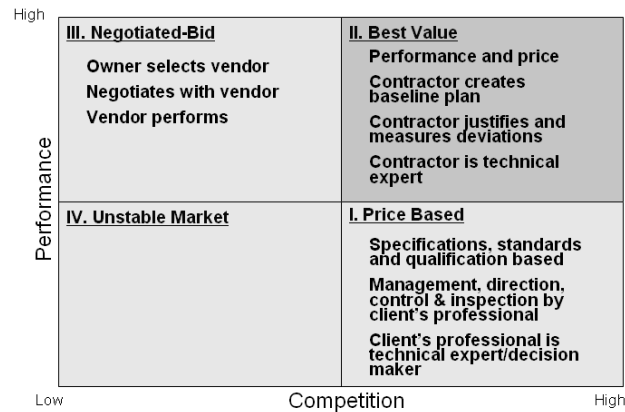 High
III. Negotiated-Bid
Owner selects vendor
Negotiates with vendor
Vendor performs
II. Best Value
Performance and price
Contractor creates
baseline plan
Contractor justifies and
measures deviations
Contractor is technical
expert
Performance
IV. Unstable Market
I. Price Based
Specifications, standards
and qualification based
Management, direction,
control & inspection by
client's professional
Client's professional is
technical expert/decision
maker
Low
Competition
High